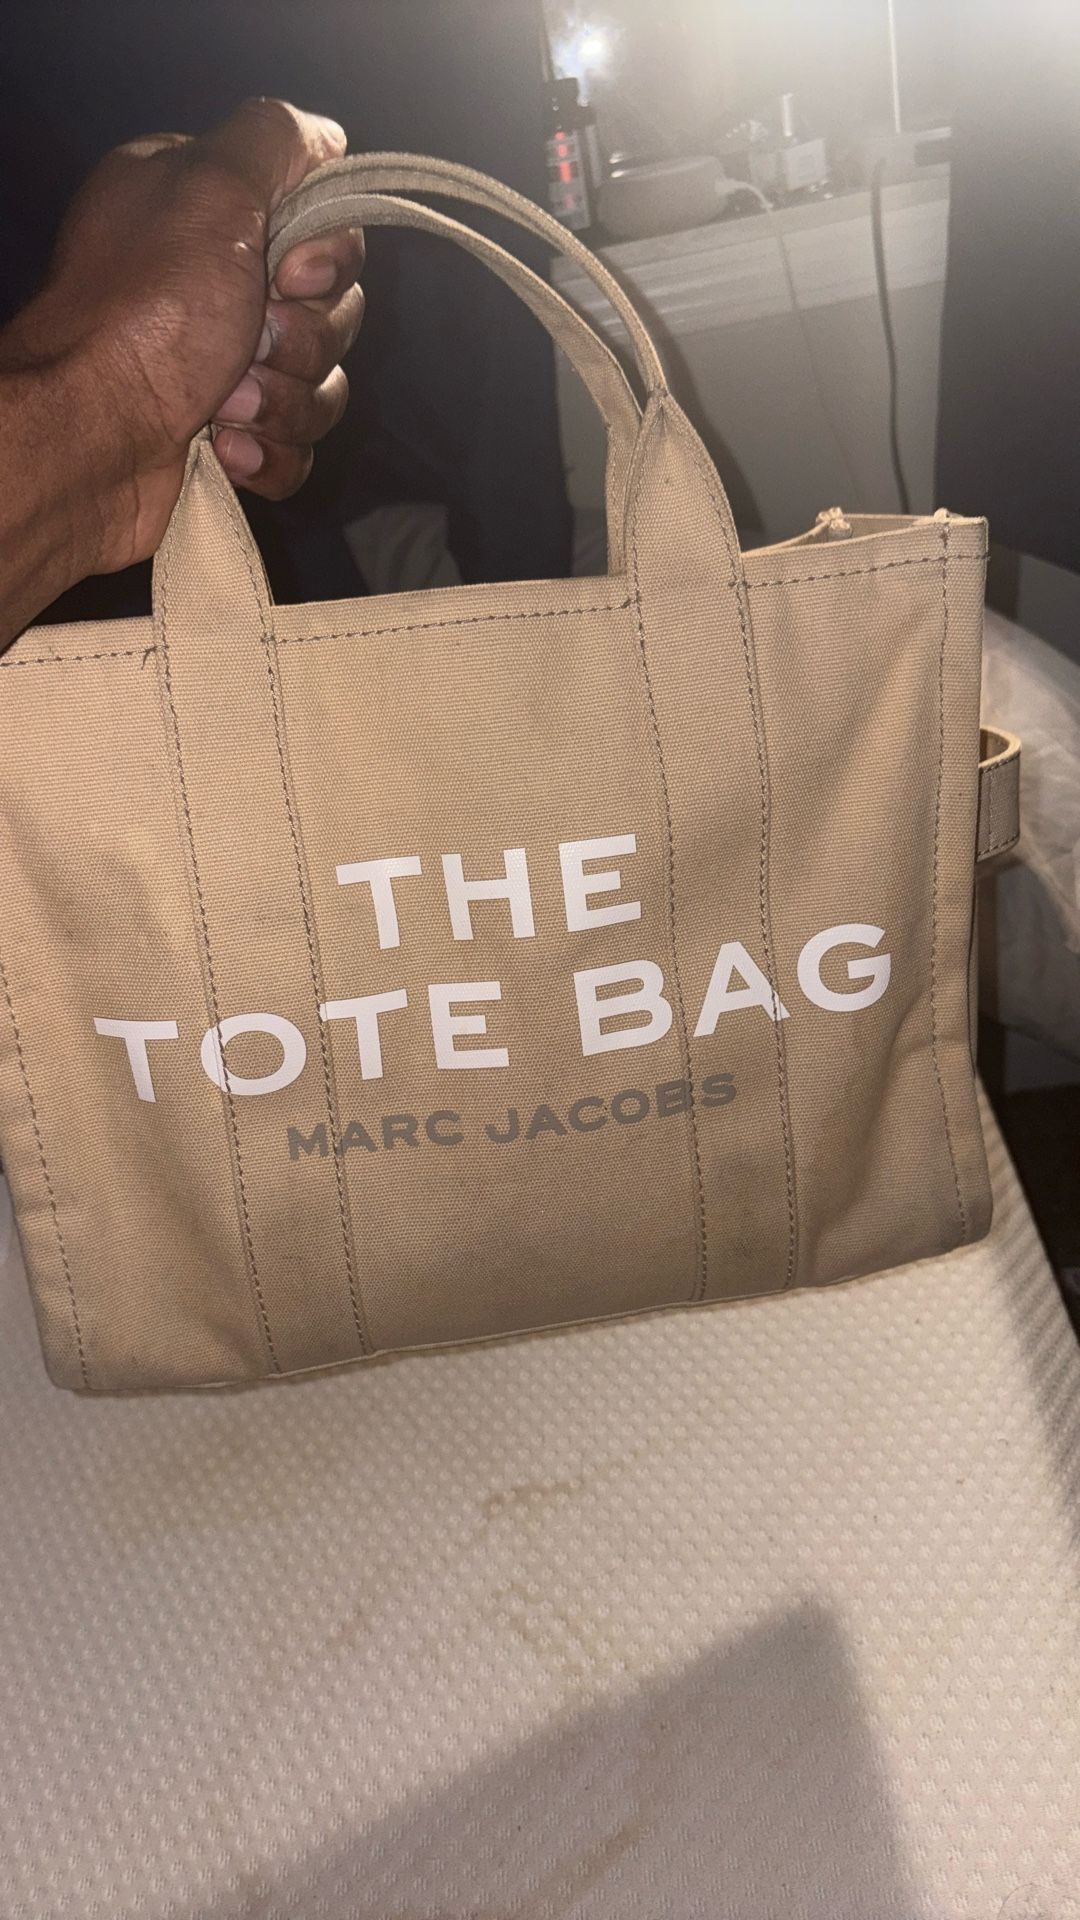 THE
TOTE BAG
MARC JACOBS